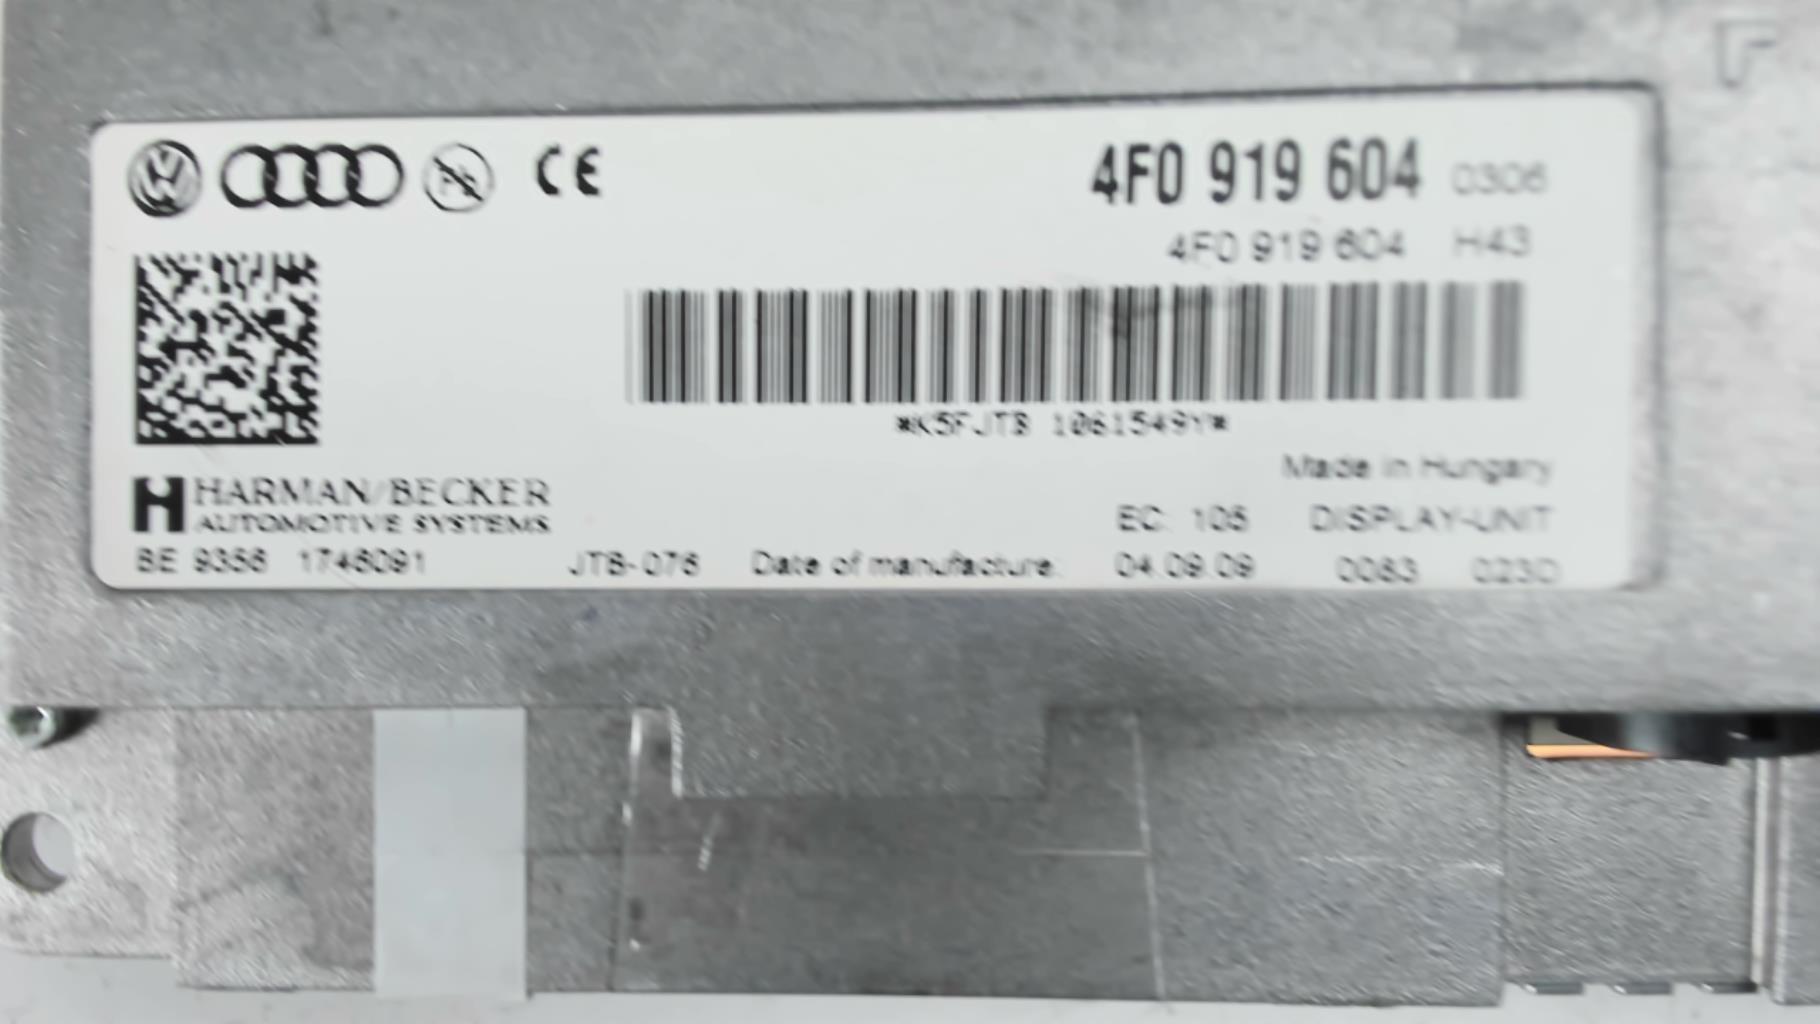 CE
4F0 919 604 0306
4F0 919 604 H43
*K5FJTB 1061549Y*
Made in Hungary
HARMAN/BECKER
AUTOMOTIVE SYSTEMS
EC: 105 DISPLAY-UNIT
BE 9356 1746091 JTB-076 Date of manufacture: 04.09.09 0083 023D